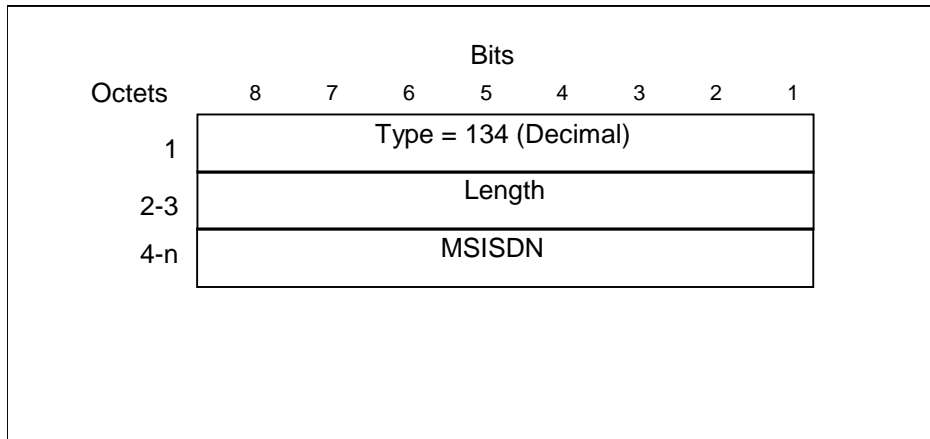 Bits
Octets 8 7 6 5 4 3 2 1
1 Type = 134 (Decimal)
2-3 Length
4-n MSISDN